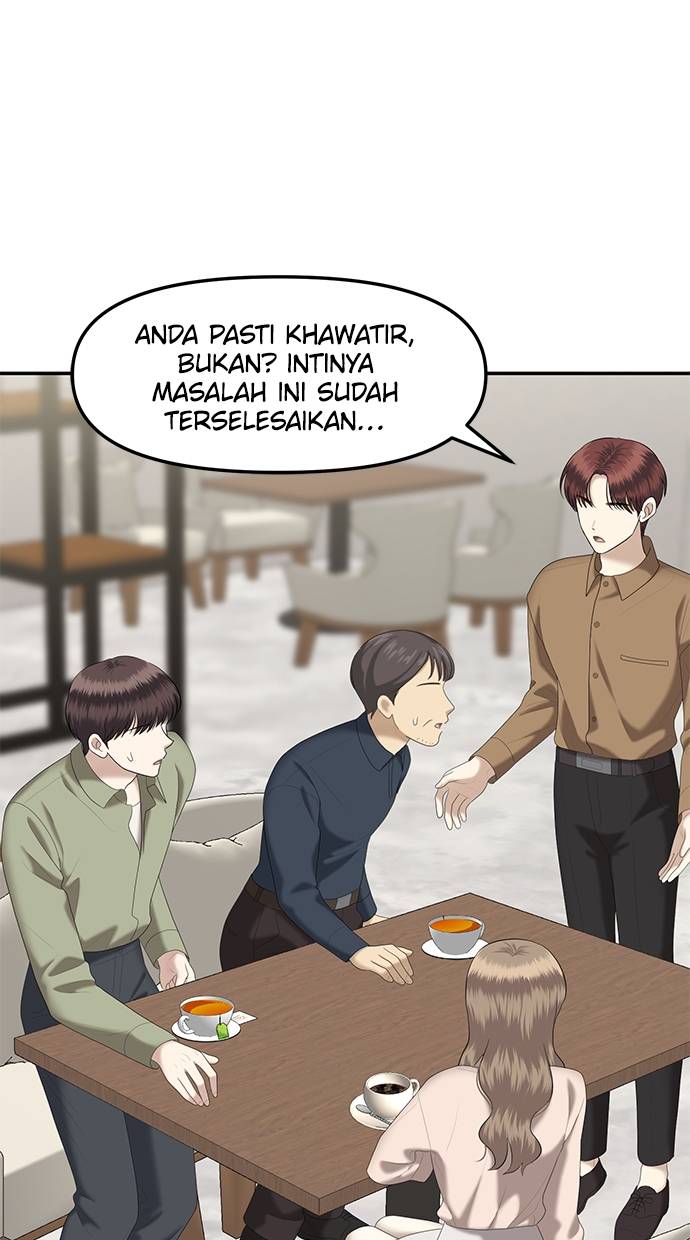 ANDA PASTI KHAWATIR,
BUKAN? INTINYA
MASALAH INI SUDAH
TERSELESAIKAN...